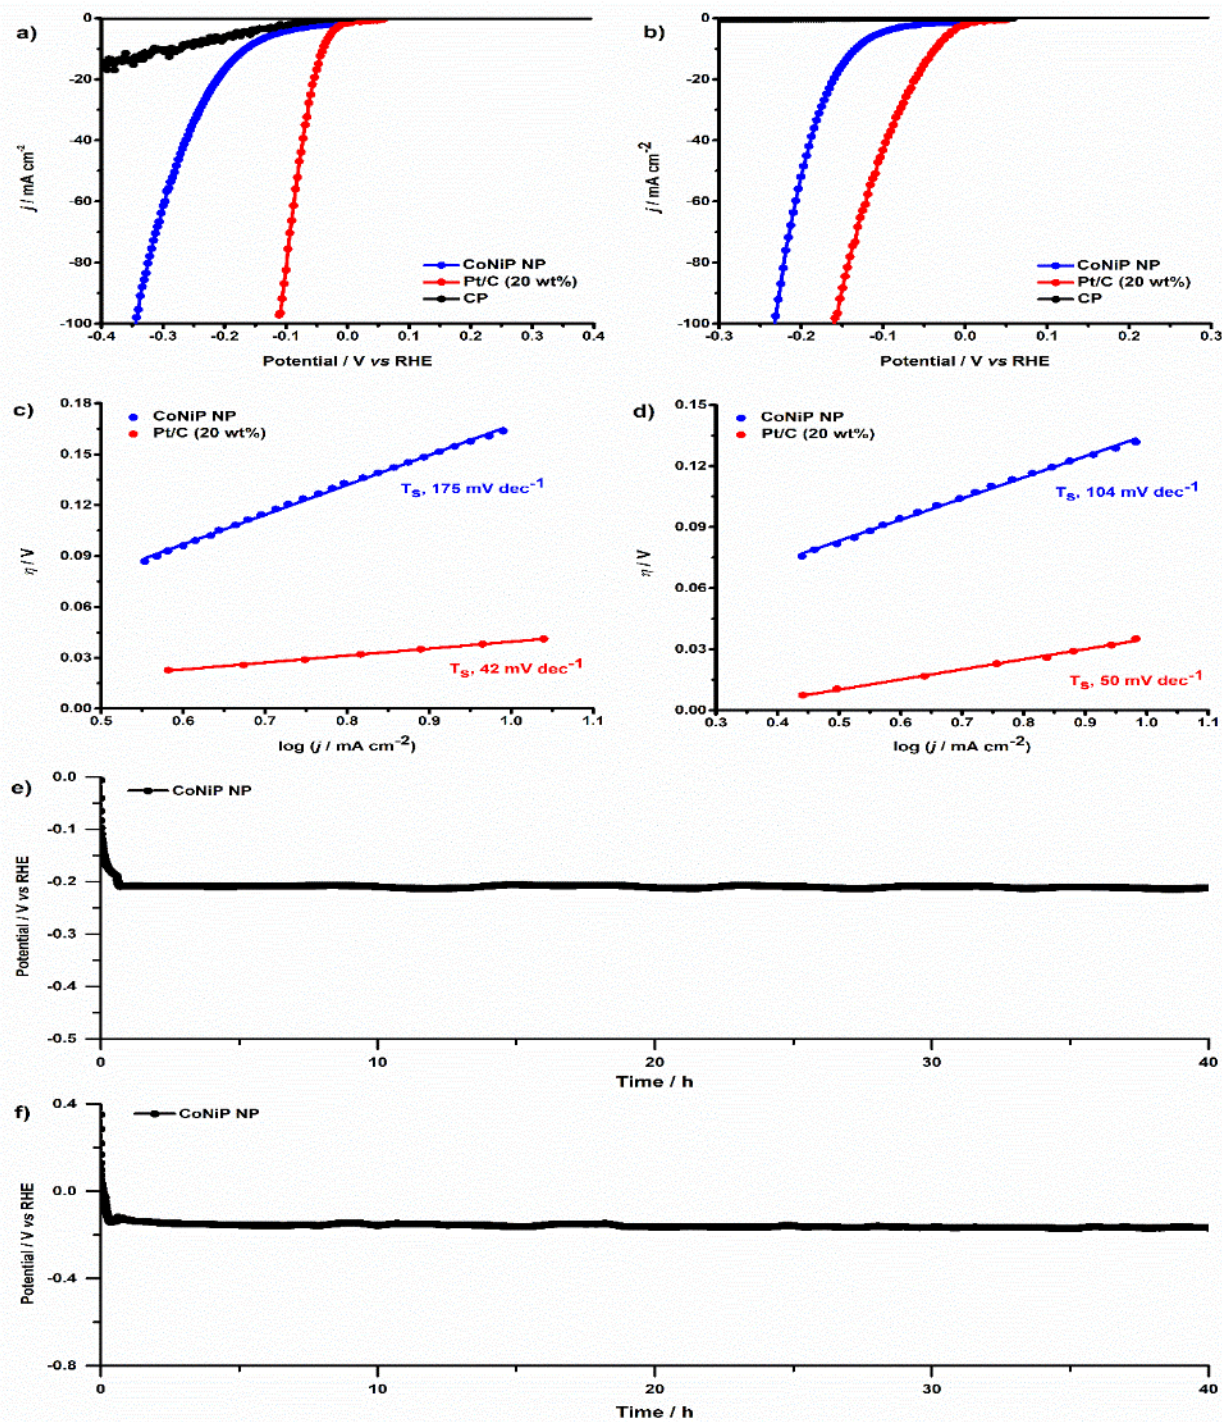 a)
0
-20
-40
-60
-80
-100
j / mA cm-2
-0.4 -0.3 -0.2 -0.1 0.0 0.1 0.2 0.3 0.4
Potential / V vs RHE
CoNiP NP
Pt/C (20 wt%)
CP
b)
0
-20
-40
-60
-80
-100
j / mA cm-2
-0.3 -0.2 -0.1 0.0 0.1 0.2 0.3
Potential / V vs RHE
CoNiP NP
Pt/C (20 wt%)
CP
c)
0.18
0.15
0.12
0.09
0.06
0.03
0.00
η / V
CoNiP NP
Pt/C (20 wt%)
Ts, 175 mV dec-1
Ts, 42 mV dec-1
0.5 0.6 0.7 0.8 0.9 1.0 1.1
log (j / mA cm-2)
d)
0.15
0.12
0.09
0.06
0.03
0.00
η / V
CoNiP NP
Pt/C (20 wt%)
Ts, 104 mV dec-1
Ts, 50 mV dec-1
0.3 0.4 0.5 0.6 0.7 0.8 0.9 1.0 1.1
log (j / mA cm-2)
e)
0.0
-0.1
-0.2
-0.3
-0.4
-0.5
Potential / V vs RHE
CoNiP NP
0 10 20 30 40
Time / h
f)
0.4
0.0
-0.4
-0.8
Potential / V vs RHE
CoNiP NP
0 10 20 30 40
Time / h